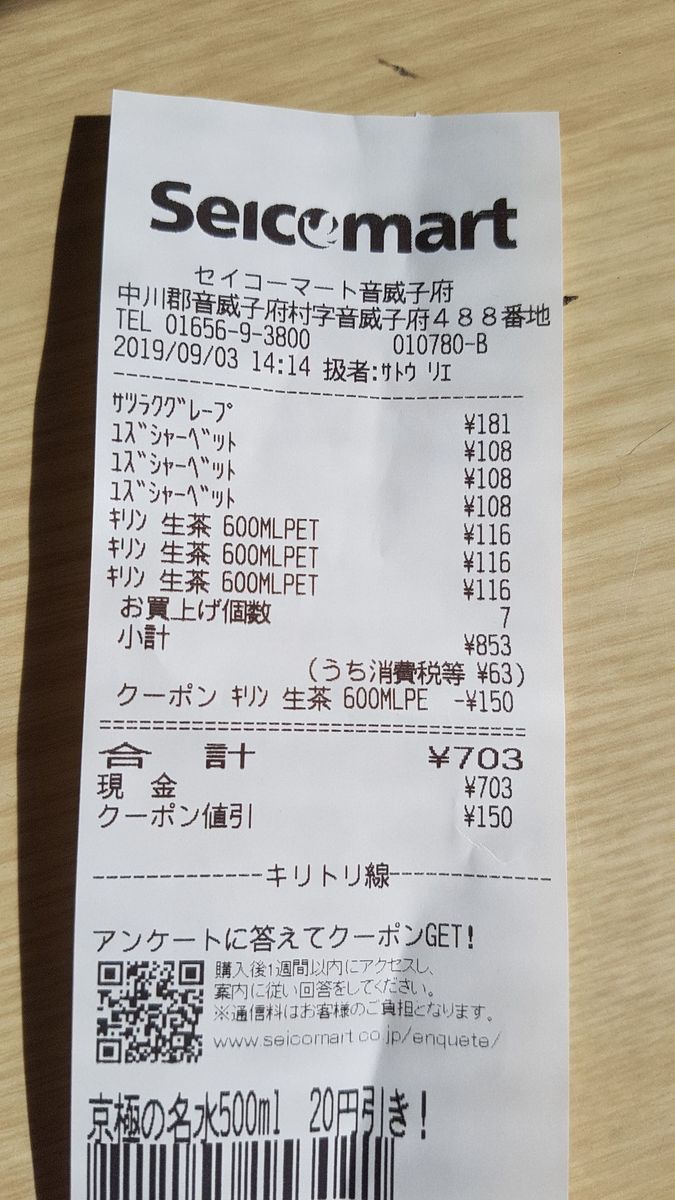 Seicomart
セイコーマート音威子府
中川郡音威子府村字音威子府488番地
TEL 01656-9-3800 010780-B
2019/09/03 14:14 扱者:ｻﾄｳ ﾘｴ
ｻﾂﾗｸｸﾞﾚｰﾌﾟ ¥181
ﾕｽﾞｼｬｰﾍﾞｯﾄ ¥108
ﾕｽﾞｼｬｰﾍﾞｯﾄ ¥108
ﾕｽﾞｼｬｰﾍﾞｯﾄ ¥108
ｷﾘﾝ 生茶 600MLPET ¥116
ｷﾘﾝ 生茶 600MLPET ¥116
ｷﾘﾝ 生茶 600MLPET ¥116
お買上げ個数 7
小計 ¥853
(うち消費税等 ¥63)
クーポン ｷﾘﾝ 生茶 600MLPE -¥150
合 計 ¥703
現 金 ¥703
クーポン値引 ¥150
------------キリトリ線------------
アンケートに答えてクーポンGET!
購入後1週間以内にアクセスし、
案内に従い回答をしてください。
※通信料はお客様のご負担となります。
www.seicomart.co.jp/enquete/
京極の名水500ml 20円引き!